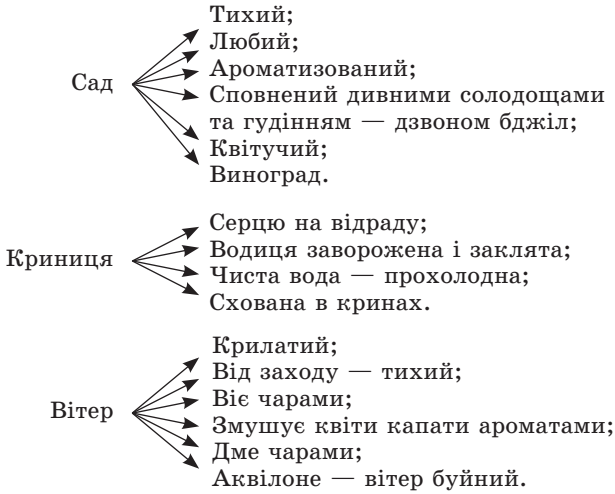 Сад
Тихий;
Любий;
Ароматизований;
Сповнений дивними солодощами
та гудінням — дзвоном бджіл;
Квітучий;
Виноград.
Криниця
Серцю на відраду;
Водиця заворожена і заклята;
Чиста вода — прохолодна;
Схована в кринах.
Вітер
Крилатий;
Від заходу — тихий;
Віє чарами;
Змушує квіти капати ароматами;
Дме чарами;
Аквілоне — вітер буйний.